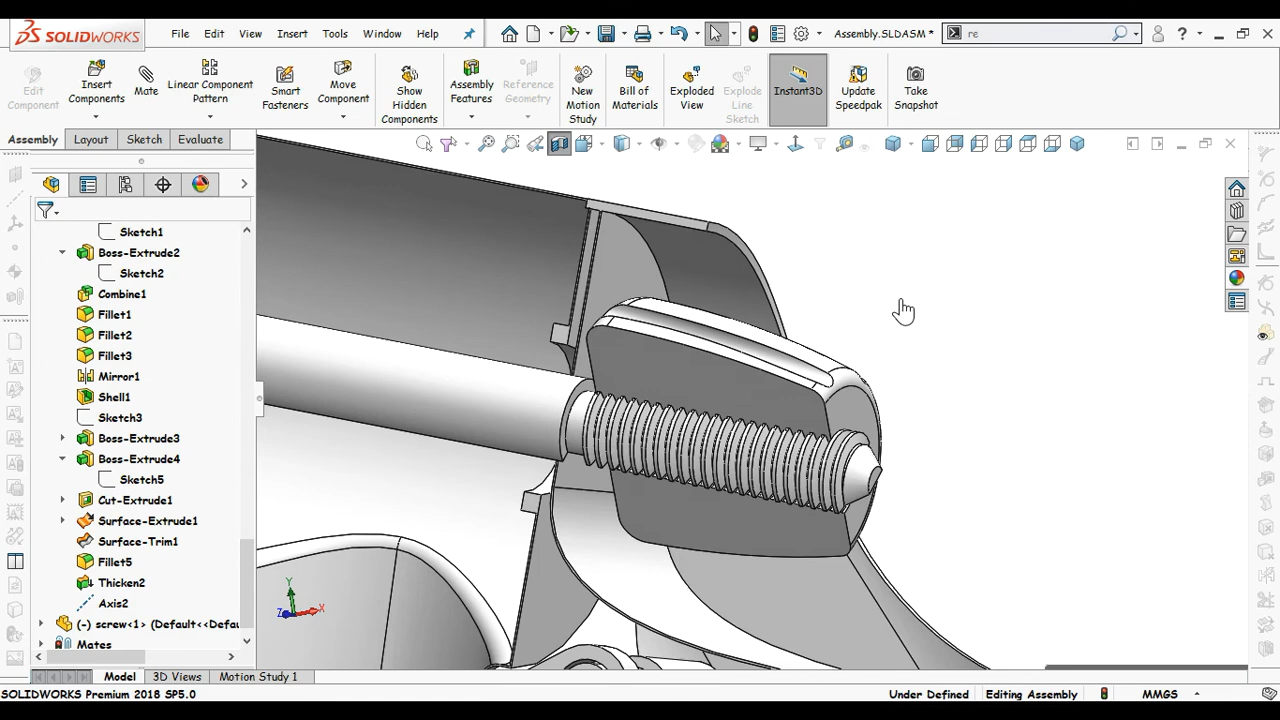 SOLIDWORKS
File Edit View Insert Tools Window Help
Assembly.SLDASM *
re
Edit Component
Insert Components
Mate
Linear Component Pattern
Smart Fasteners
Move Component
Show Hidden Components
Assembly Features
Reference Geometry
New Motion Study
Bill of Materials
Exploded View
Explode Line Sketch
Instant3D
Update Speedpak
Take Snapshot
Assembly Layout Sketch Evaluate
Sketch1
Boss-Extrude2
Sketch2
Combine1
Fillet1
Fillet2
Fillet3
Mirror1
Shell1
Sketch3
Boss-Extrude3
Boss-Extrude4
Sketch5
Cut-Extrude1
Surface-Extrude1
Surface-Trim1
Fillet5
Thicken2
Axis2
(-) screw<1> (Default<<Defau
Mates
Y
Z
X
Model 3D Views Motion Study 1
SOLIDWORKS Premium 2018 SP5.0
Under Defined Editing Assembly MMGS